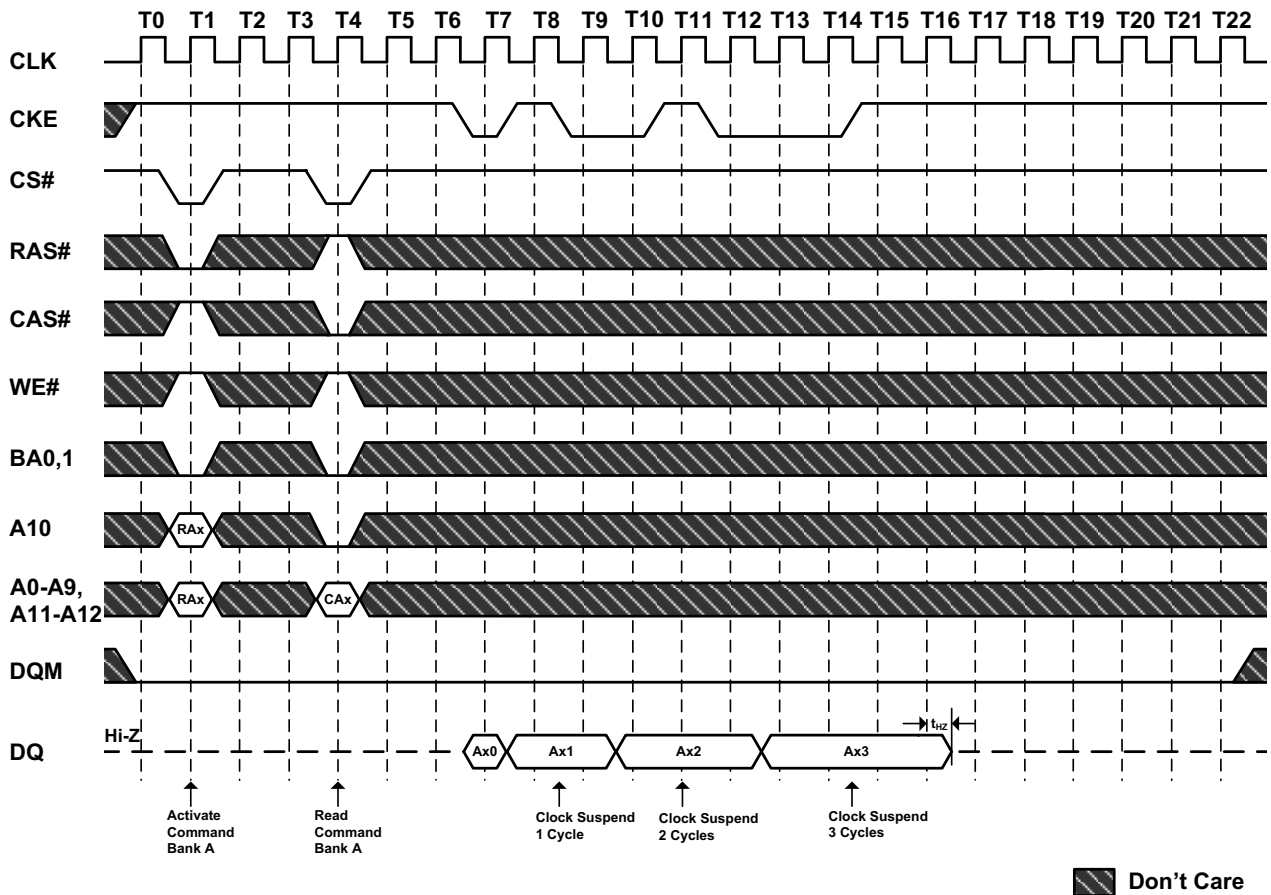 T0 T1 T2 T3 T4 T5 T6 T7 T8 T9 T10 T11 T12 T13 T14 T15 T16 T17 T18 T19 T20 T21 T22
CLK
CKE
CS#
RAS#
CAS#
WE#
BA0,1
A10
RAx
A0-A9,
A11-A12
RAx CAx
DQM
DQ
Hi-Z
Ax0 Ax1 Ax2 Ax3
tHZ
Activate
Command
Bank A
Read
Command
Bank A
Clock Suspend
1 Cycle
Clock Suspend
2 Cycles
Clock Suspend
3 Cycles
Don't Care